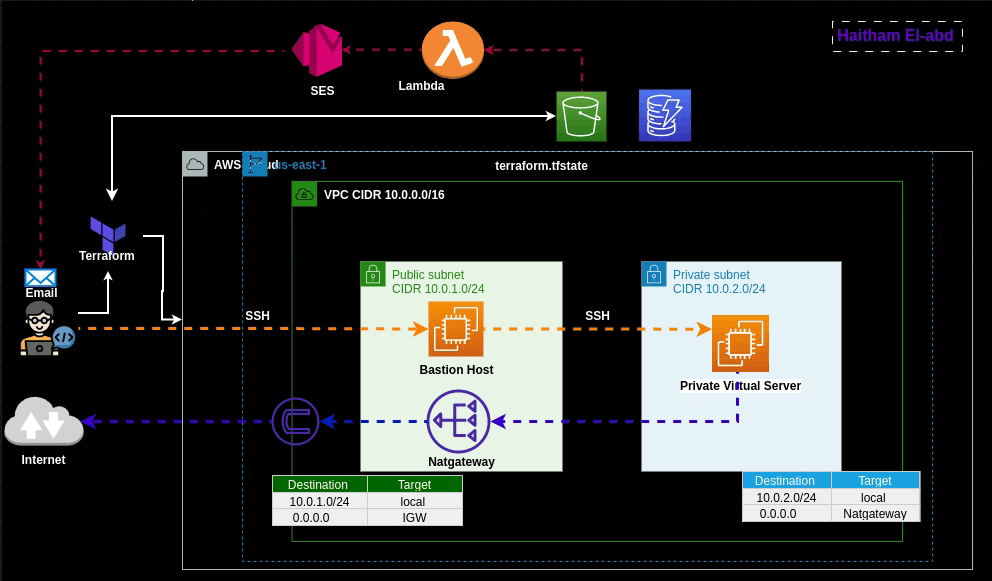 Haitham El-abd
SES
Lambda
AWS
ud
us-east-1
terraform.tfstate
VPC CIDR 10.0.0.0/16
Terraform
Email
Public subnet
CIDR 10.0.1.0/24
Private subnet
CIDR 10.0.2.0/24
SSH
SSH
Bastion Host
Private Virtual Server
Internet
Natgateway
Destination Target
10.0.1.0/24 local
0.0.0.0 IGW
Destination Target
10.0.2.0/24 local
0.0.0.0 Natgateway